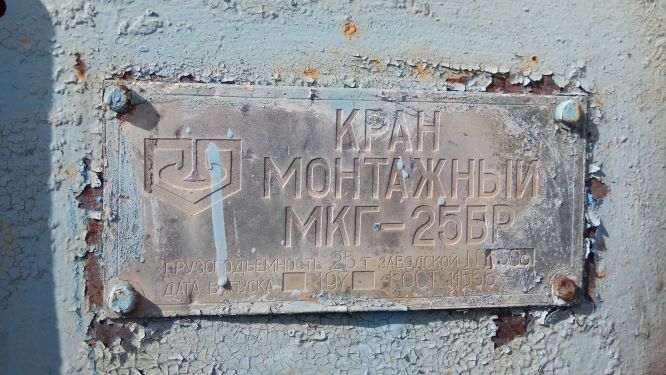 КРАН
МОНТАЖНЫЙ
МКГ-25БР
ГРУЗОПОДЪЕМНОСТЬ 25 т ЗАВОДСКОЙ №
ДАТА ВЫПУСКА 197 ГОСТ